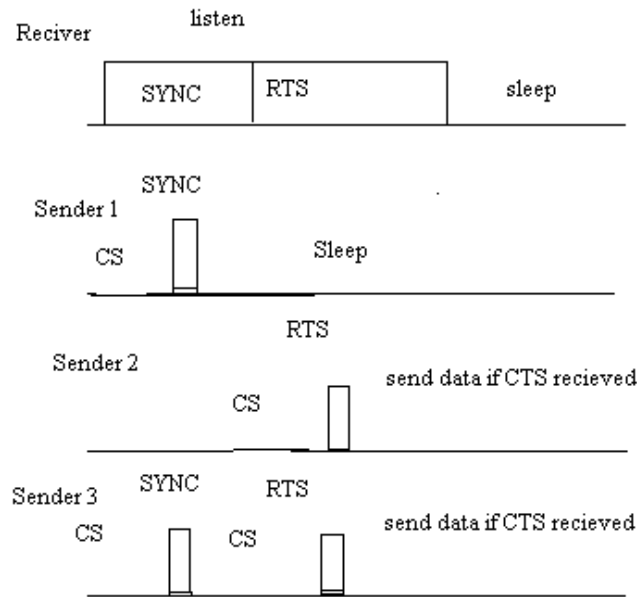 listen
Reciver
SYNC RTS sleep
SYNC
Sender 1
CS Sleep
RTS
Sender 2
send data if CTS recieved
CS
SYNC RTS
Sender 3
send data if CTS recieved
CS CS